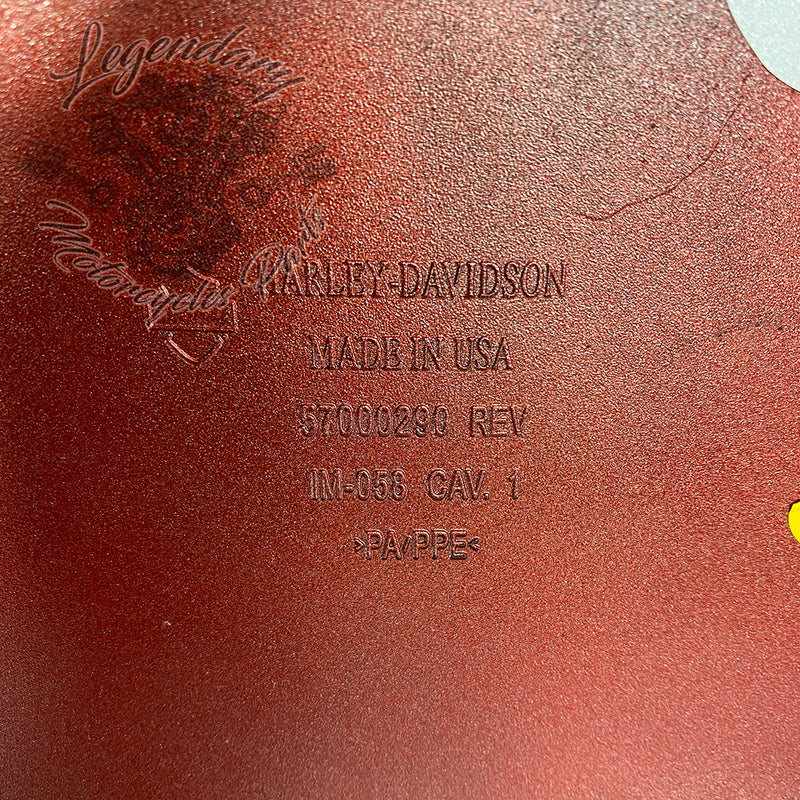 Legendary
Motorcycles Parts
HARLEY-DAVIDSON
MADE IN USA
57000290 REV
IM-058 CAV. 1
>PA/PPE<